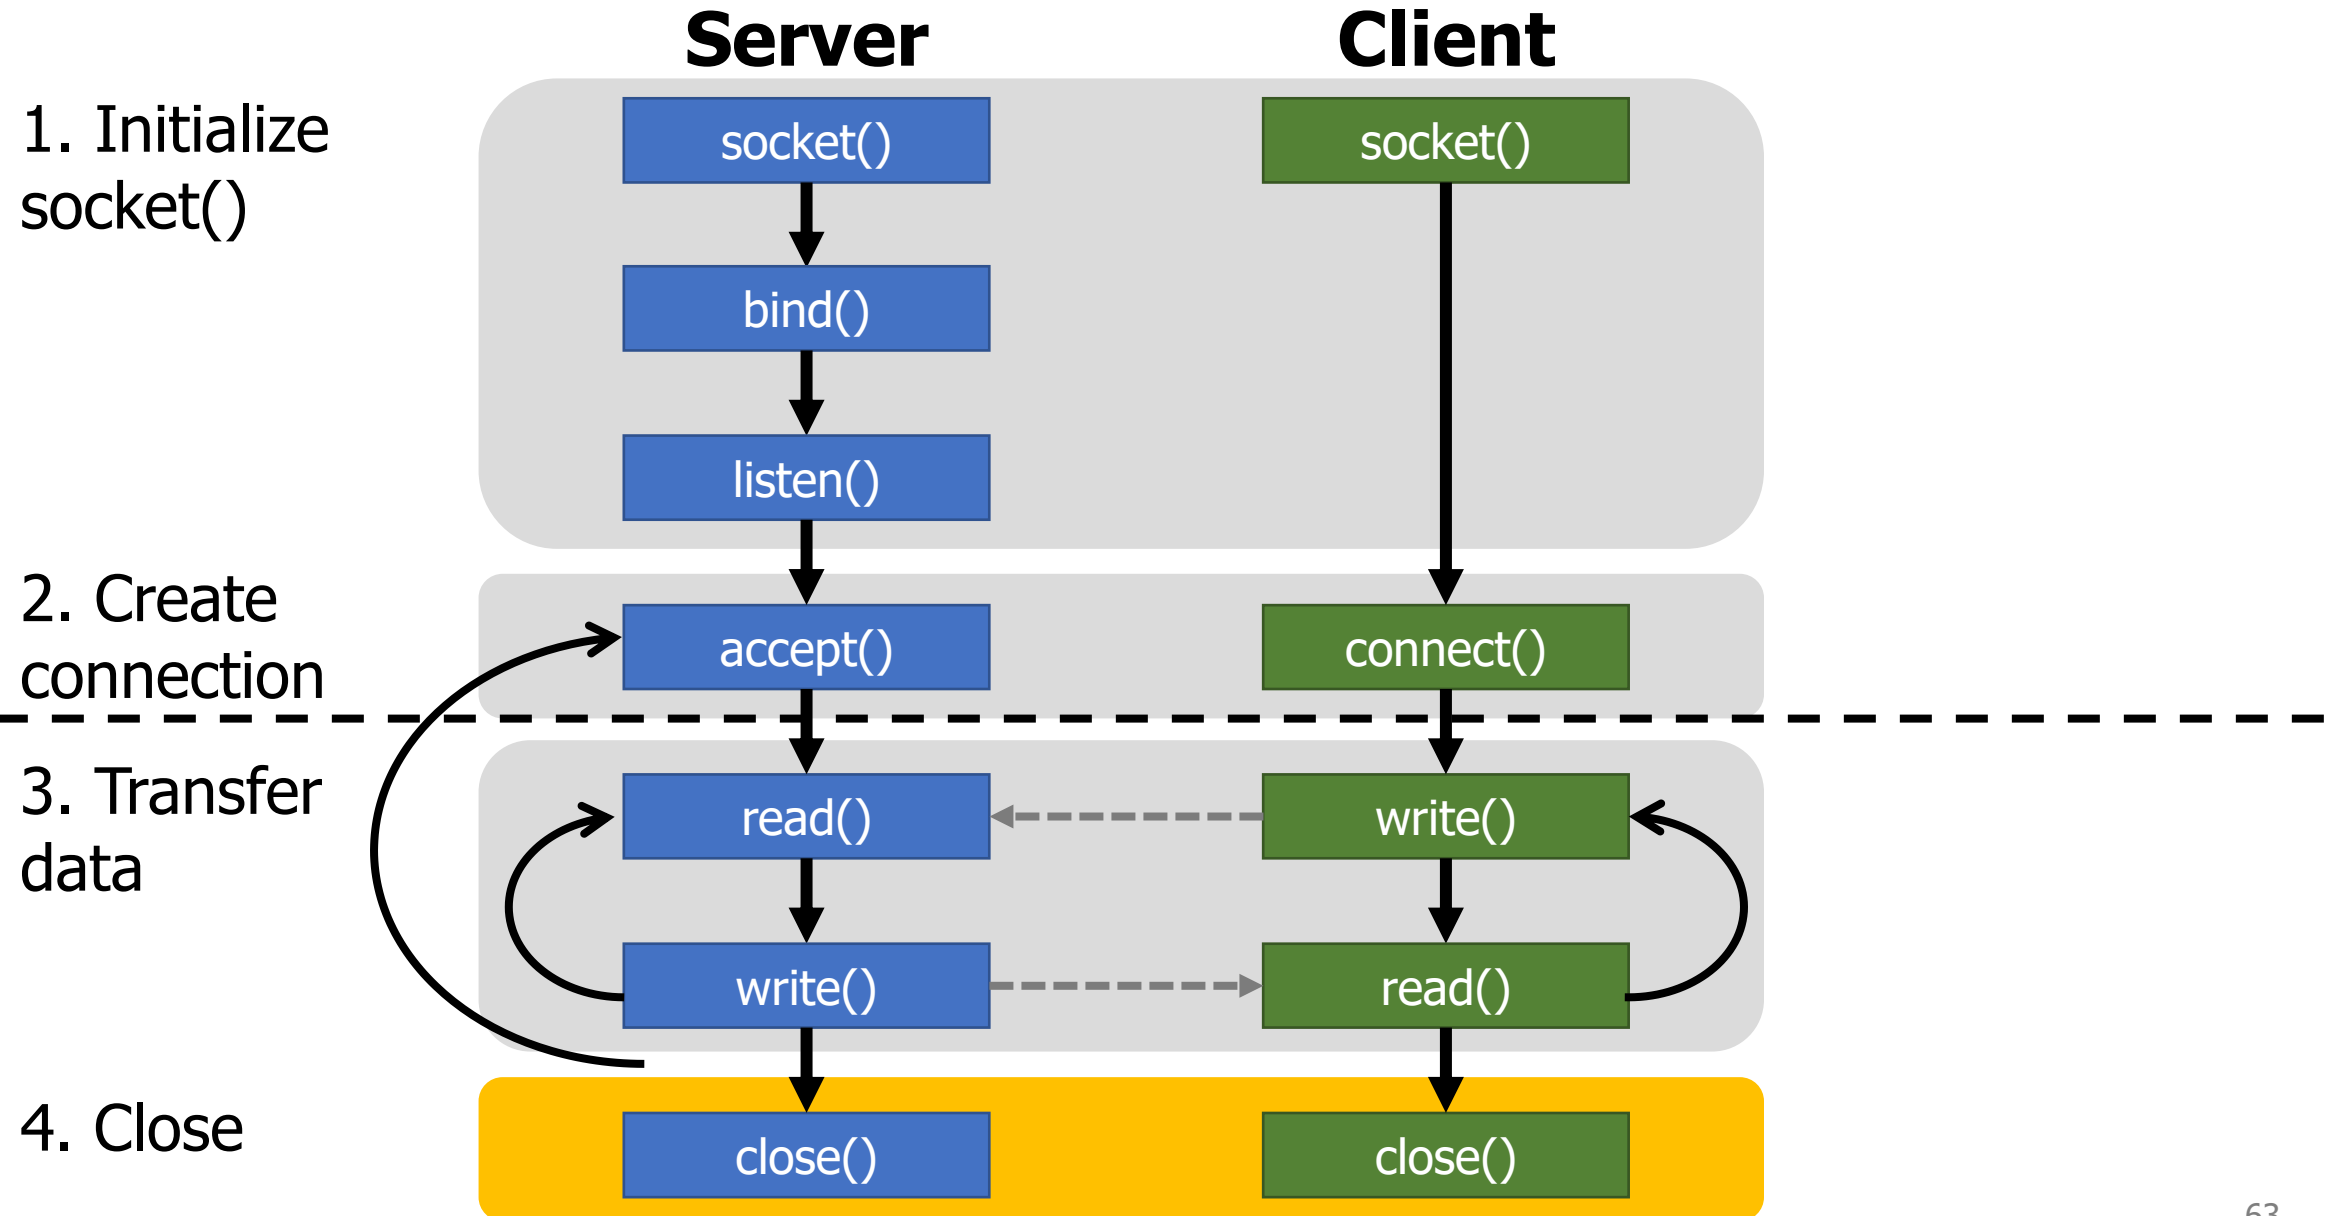 Server Client
1. Initialize
socket()
socket() socket()
bind()
listen()
2. Create
connection
accept() connect()
3. Transfer
data
read() write()
write() read()
4. Close
close() close()
63